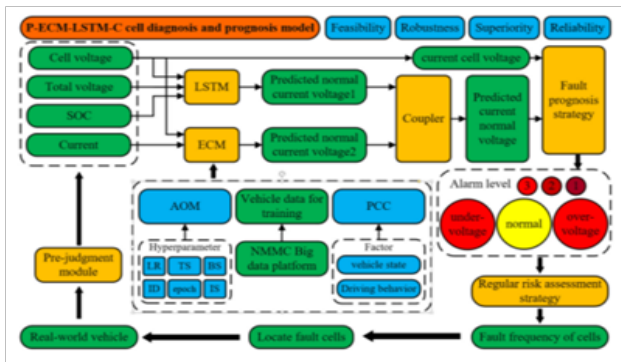 P-ECM-LSTM-C cell diagnosis and prognosis model
Feasibility
Robustness
Superiority
Reliability
Cell voltage
Total voltage
SOC
Current
LSTM
ECM
Predicted normal
current voltage1
Predicted normal
current voltage2
Coupler
current cell voltage
Predicted
current
normal
voltage
Fault
prognosis
strategy
AOM
Vehicle data for
training
PCC
Hyperparameter
LR
TS
BS
ID
epoch
IS
NMMC Big
data platform
Factor
vehicle state
Driving behavior
Alarm level
3
2
1
under-
voltage
normal
over-
voltage
Pre-judgment
module
Regular risk assessment
strategy
Real-world vehicle
Locate fault cells
Fault frequency of cells